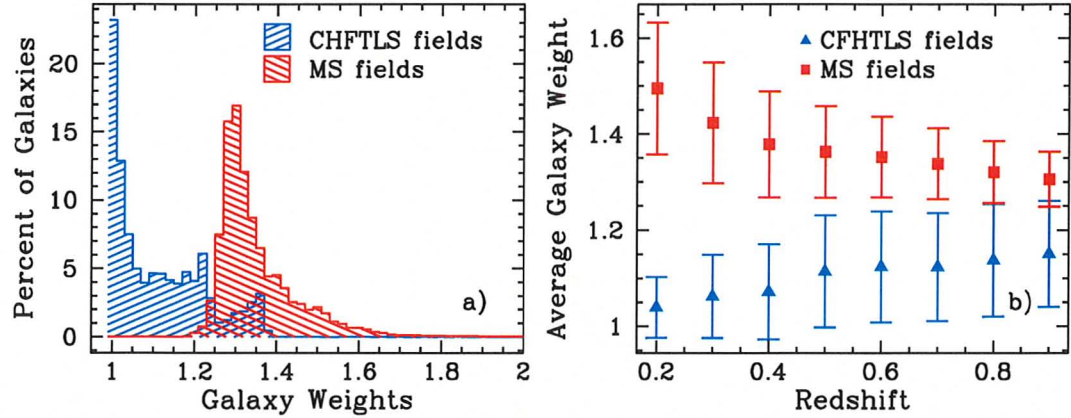 CHFTLS fields
MS fields
Percent of Galaxies
20
15
10
5
0
a)
1
1.2
1.4
1.6
1.8
2
Galaxy Weights
CFHTLS fields
MS fields
Average Galaxy Weight
1.6
1.4
1.2
1
b)
0.2
0.4
0.6
0.8
Redshift